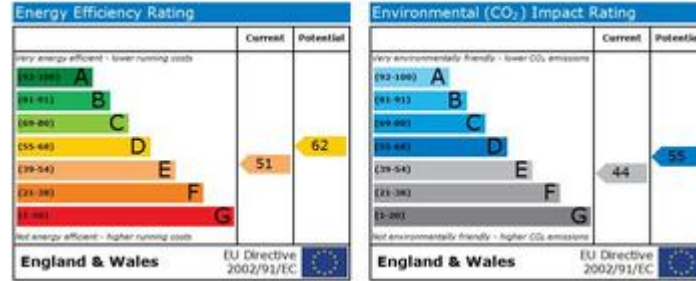 Energy Efficiency Rating
Current Potential
Very energy efficient - lower running costs
(92-100) A
(81-91) B
(69-80) C
(55-68) D
(39-54) E
(21-38) F
(1-20) G
51
62
Not energy efficient - higher running costs
England & Wales
EU Directive
2002/91/EC
Environmental (CO₂) Impact Rating
Current Potential
Very environmentally friendly - lower CO₂ emissions
(92-100) A
(81-91) B
(69-80) C
(55-68) D
(39-54) E
(21-38) F
(1-20) G
44
55
Not environmentally friendly - higher CO₂ emissions
England & Wales
EU Directive
2002/91/EC